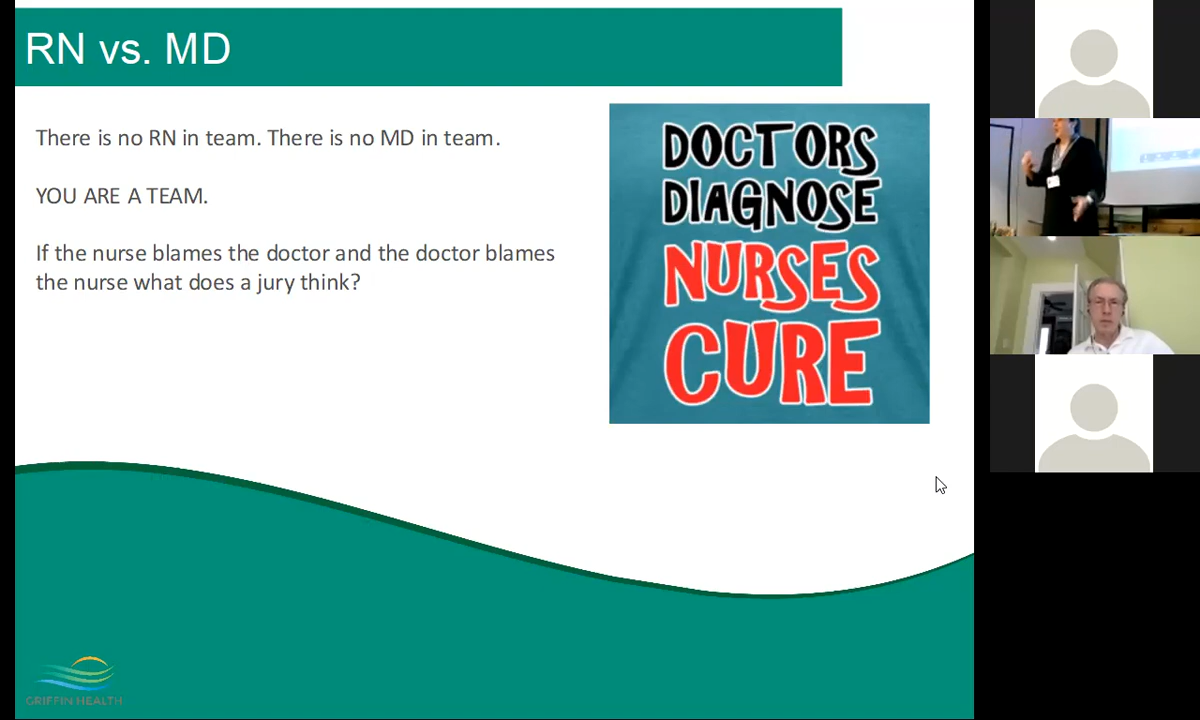 RN vs. MD
There is no RN in team. There is no MD in team.
YOU ARE A TEAM.
If the nurse blames the doctor and the doctor blames
the nurse what does a jury think?
DOCTORS
DIAGNOSE
NURSES
CURE
GRIFFIN HEALTH